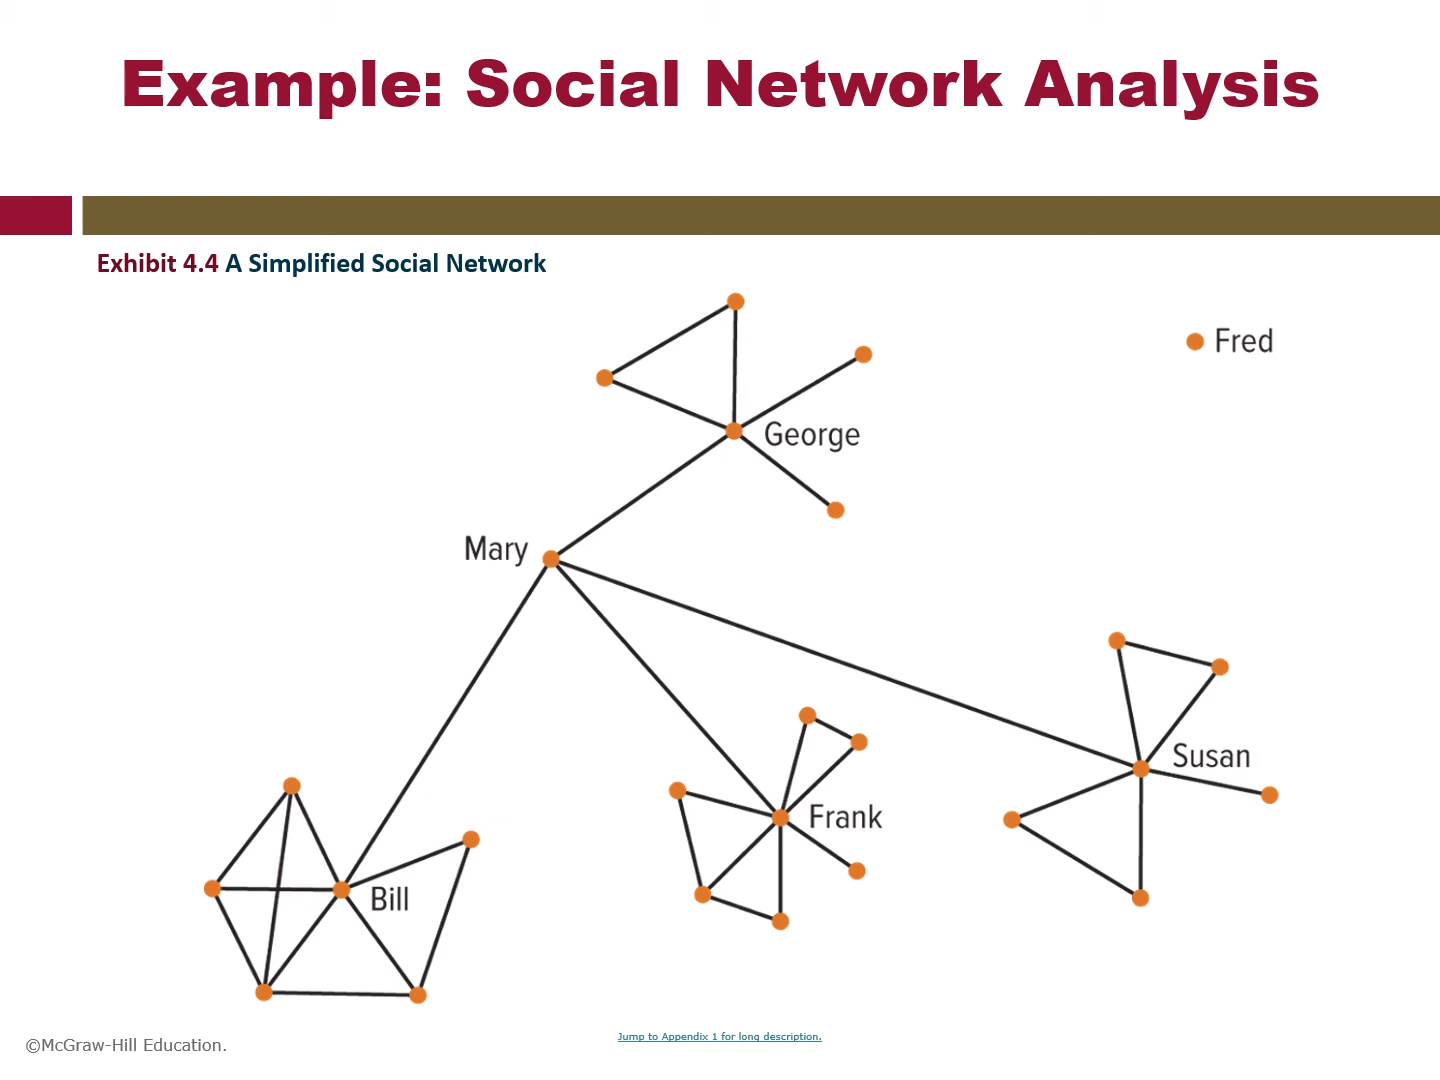 Example: Social Network Analysis
Exhibit 4.4 A Simplified Social Network
Fred
George
Mary
Susan
Frank
Bill
©McGraw-Hill Education.
Jump to Appendix 1 for long description.